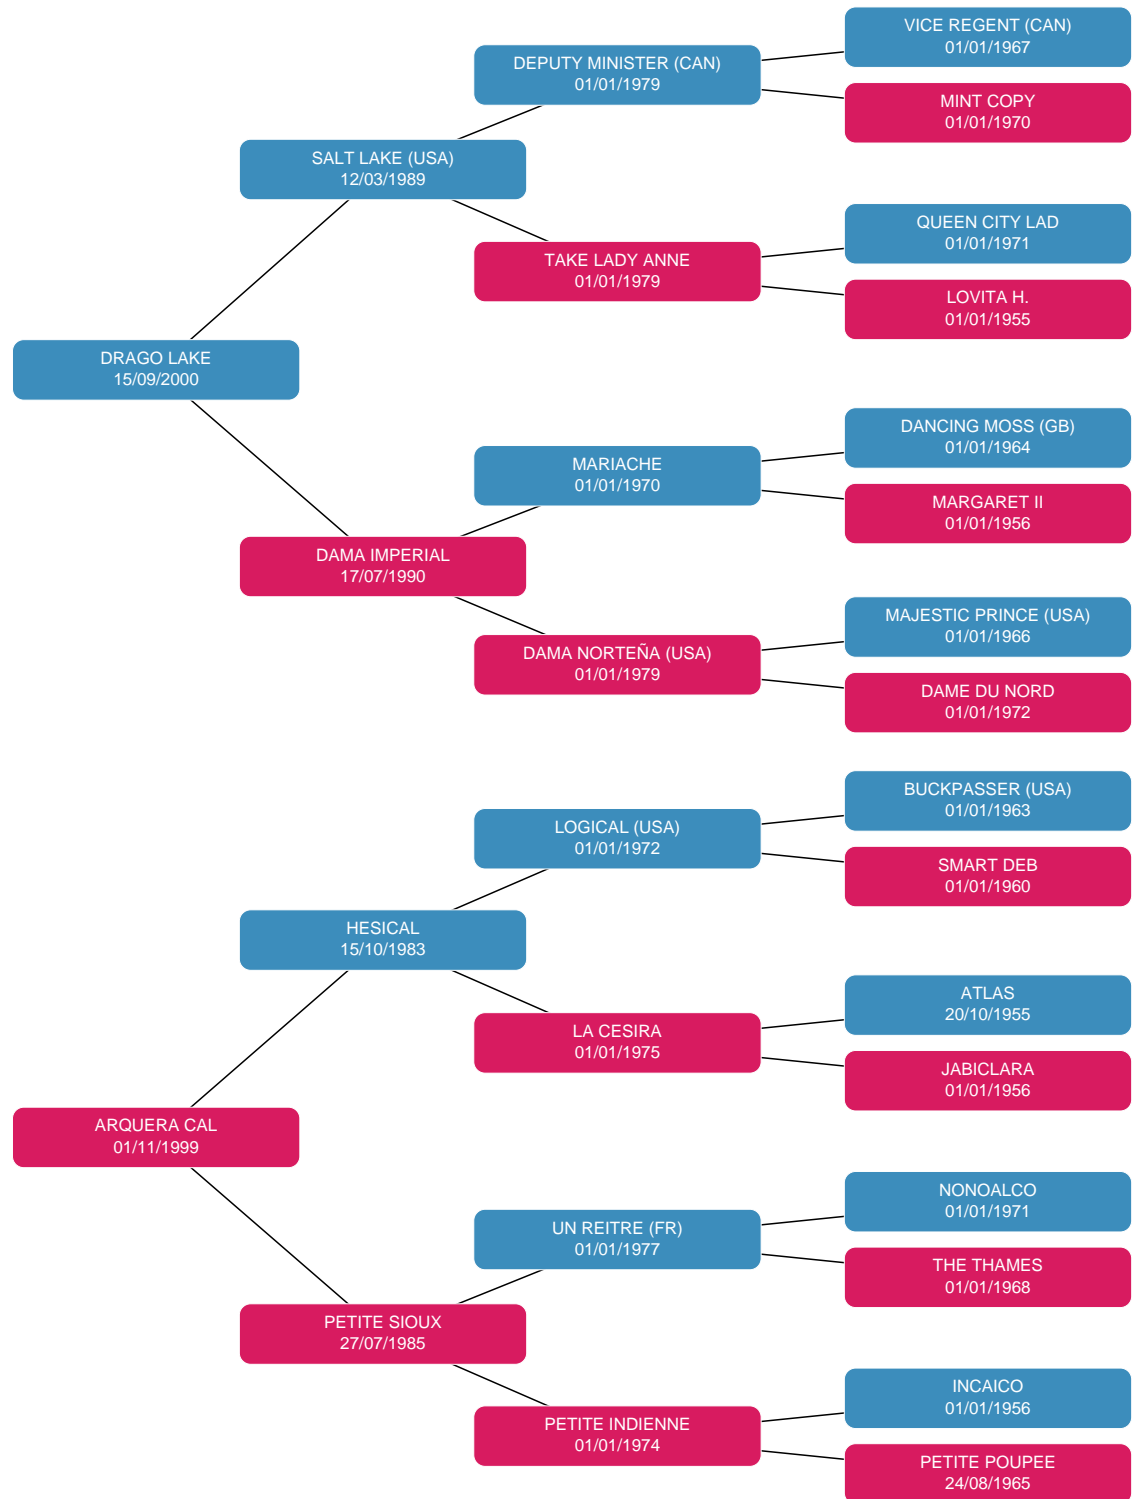 VICE REGENT (CAN)
01/01/1967
DEPUTY MINISTER (CAN)
01/01/1979
MINT COPY
01/01/1970
SALT LAKE (USA)
12/03/1989
QUEEN CITY LAD
01/01/1971
TAKE LADY ANNE
01/01/1979
LOVITA H.
01/01/1955
DRAGO LAKE
15/09/2000
DANCING MOSS (GB)
01/01/1964
MARIACHE
01/01/1970
MARGARET II
01/01/1956
DAMA IMPERIAL
17/07/1990
MAJESTIC PRINCE (USA)
01/01/1966
DAMA NORTEÑA (USA)
01/01/1979
DAME DU NORD
01/01/1972
BUCKPASSER (USA)
01/01/1963
LOGICAL (USA)
01/01/1972
SMART DEB
01/01/1960
HESICAL
15/10/1983
ATLAS
20/10/1955
LA CESIRA
01/01/1975
JABICLARA
01/01/1956
ARQUERA CAL
01/11/1999
NONOALCO
01/01/1971
UN REITRE (FR)
01/01/1977
THE THAMES
01/01/1968
PETITE SIOUX
27/07/1985
INCAICO
01/01/1956
PETITE INDIENNE
01/01/1974
PETITE POUPEE
24/08/1965